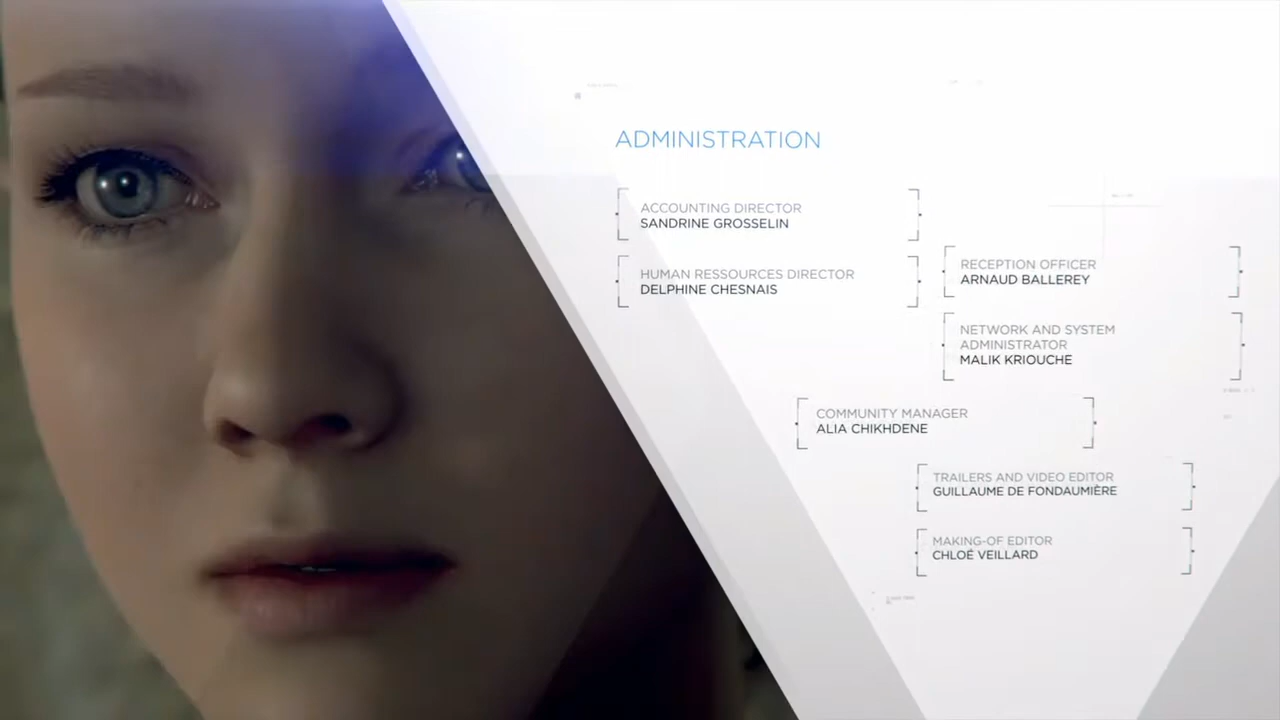 ADMINISTRATION
ACCOUNTING DIRECTOR
SANDRINE GROSSELIN
HUMAN RESSOURCES DIRECTOR
DELPHINE CHESNAIS
RECEPTION OFFICER
ARNAUD BALLEREY
NETWORK AND SYSTEM
ADMINISTRATOR
MALIK KRIOUCHE
COMMUNITY MANAGER
ALIA CHIKHDENE
TRAILERS AND VIDEO EDITOR
GUILLAUME DE FONDAUMIÈRE
MAKING-OF EDITOR
CHLOÉ VEILLARD